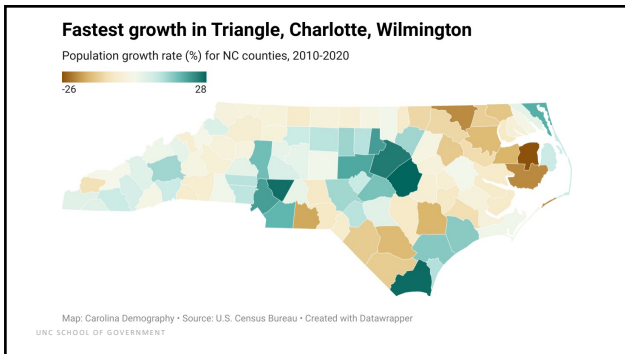 Fastest growth in Triangle, Charlotte, Wilmington
Population growth rate (%) for NC counties, 2010-2020
-26 28
Map: Carolina Demography • Source: U.S. Census Bureau • Created with Datawrapper
UNC SCHOOL OF GOVERNMENT